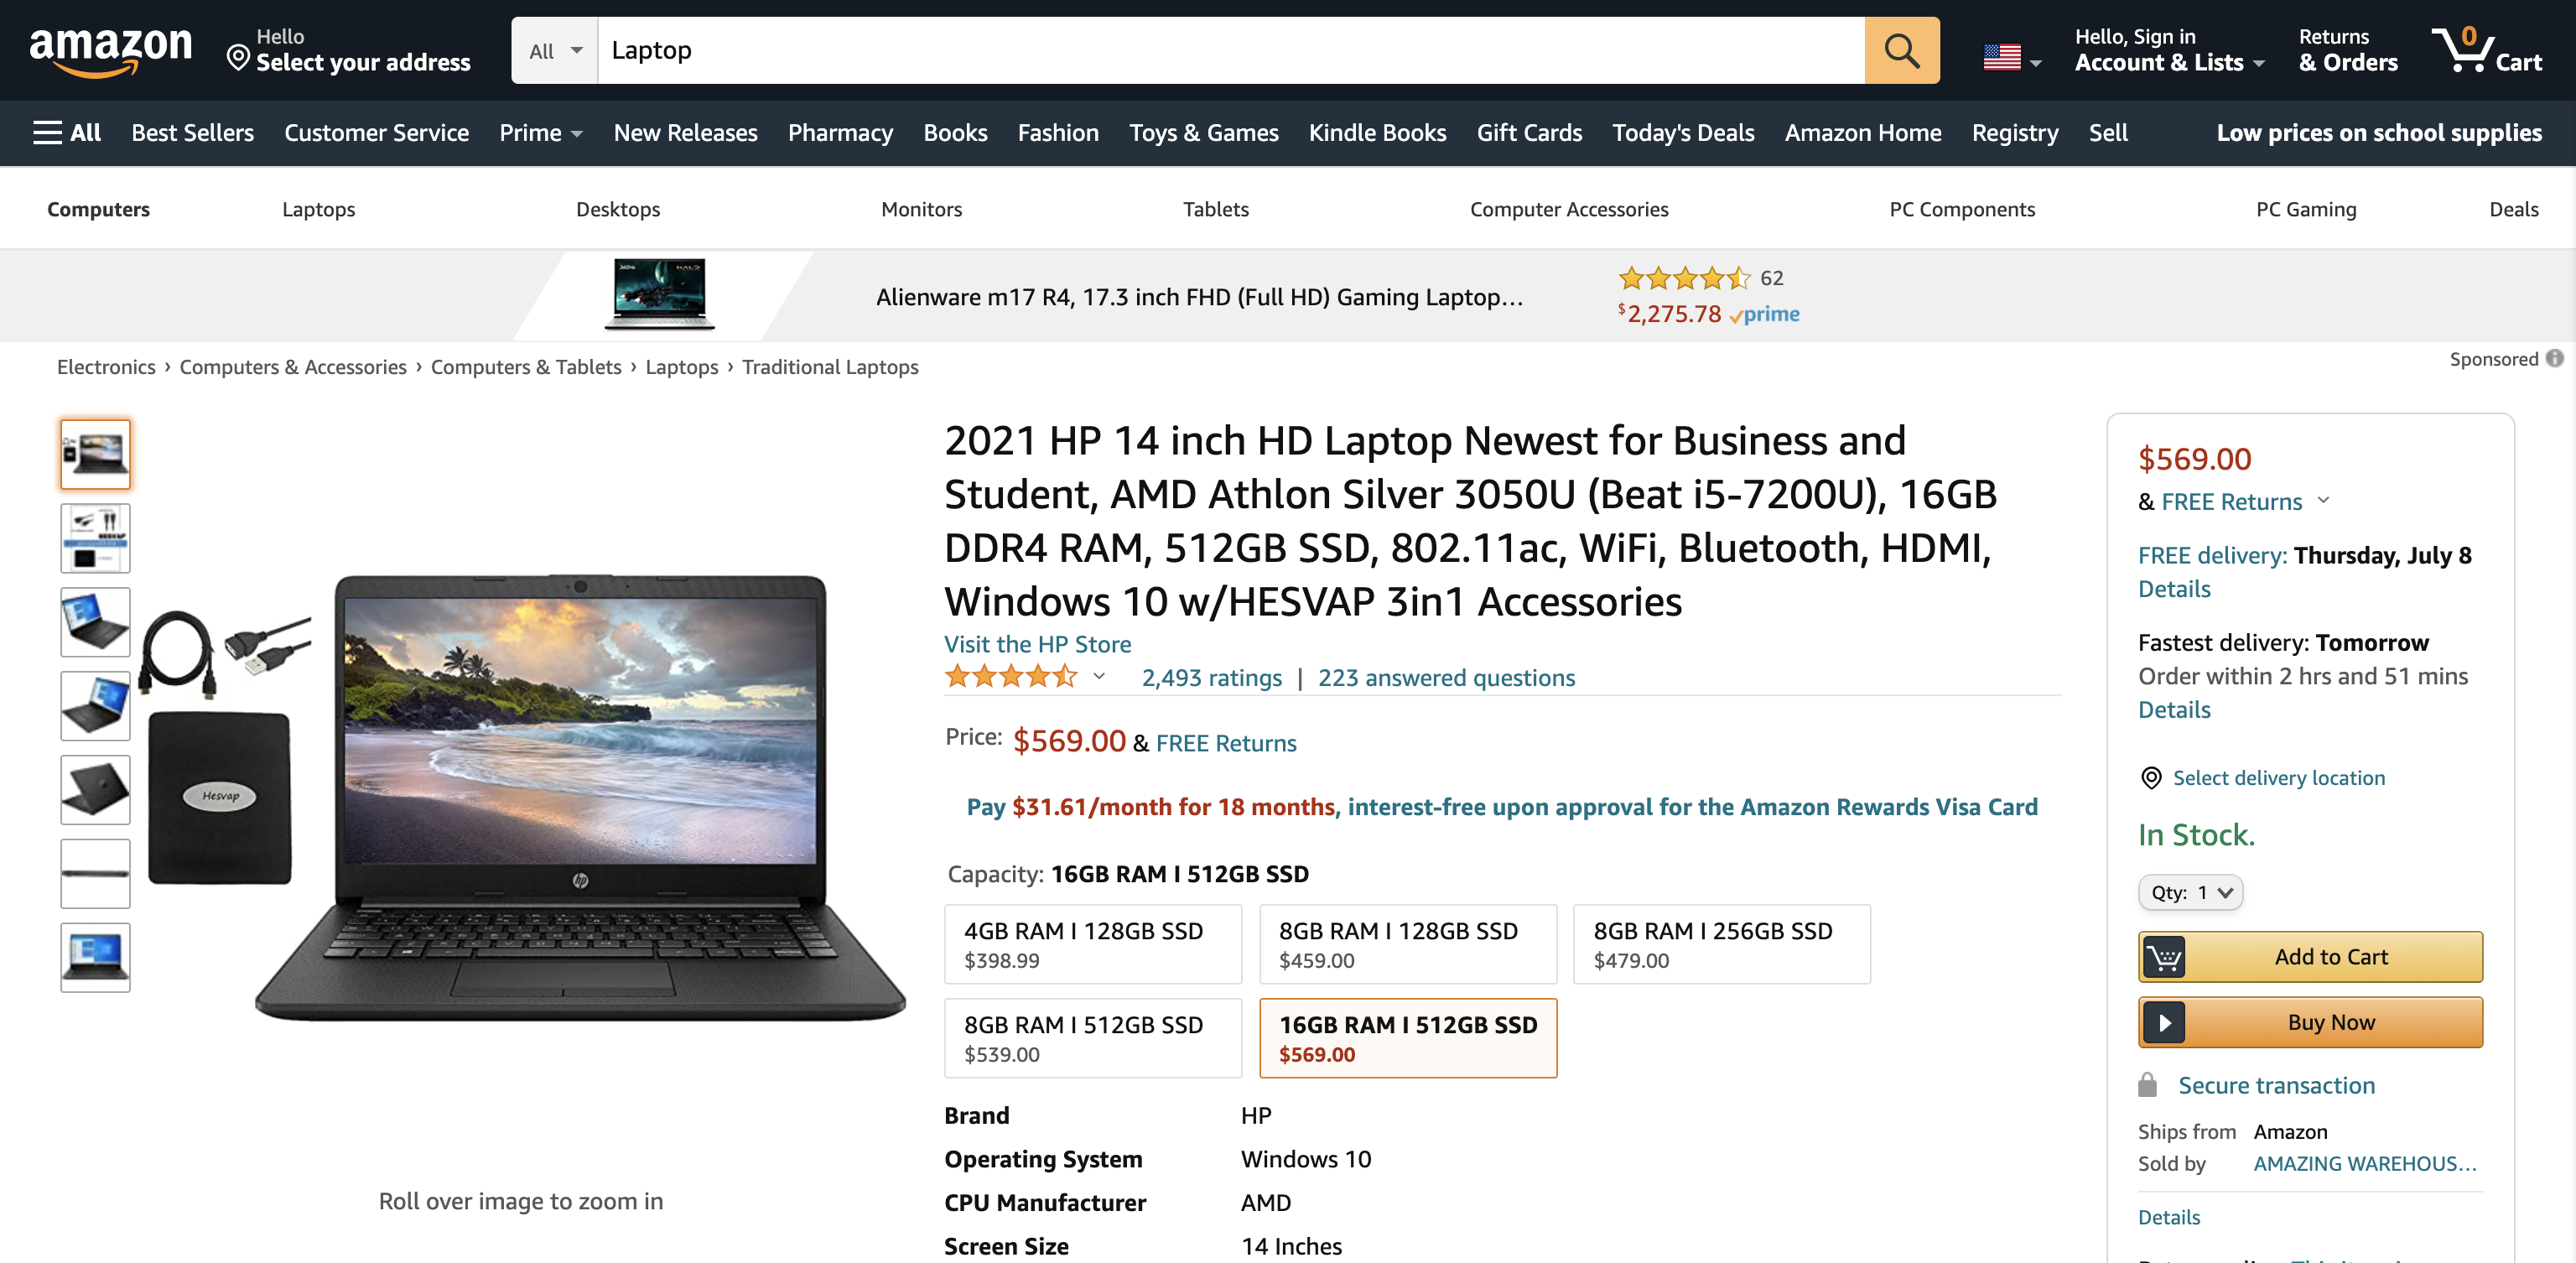 amazon
Hello
Select your address
All
Laptop
Hello, Sign in
Account & Lists
Returns
& Orders
0
Cart
All
Best Sellers
Customer Service
Prime
New Releases
Pharmacy
Books
Fashion
Toys & Games
Kindle Books
Gift Cards
Today's Deals
Amazon Home
Registry
Sell
Low prices on school supplies
Computers
Laptops
Desktops
Monitors
Tablets
Computer Accessories
PC Components
PC Gaming
Deals
360Hz
HALO
Alienware m17 R4, 17.3 inch FHD (Full HD) Gaming Laptop…
62
$2,275.78 prime
Sponsored
Electronics › Computers & Accessories › Computers & Tablets › Laptops › Traditional Laptops
Hesvap
hp
Roll over image to zoom in
2021 HP 14 inch HD Laptop Newest for Business and
Student, AMD Athlon Silver 3050U (Beat i5-7200U), 16GB
DDR4 RAM, 512GB SSD, 802.11ac, WiFi, Bluetooth, HDMI,
Windows 10 w/HESVAP 3in1 Accessories
Visit the HP Store
2,493 ratings | 223 answered questions
Price: $569.00 & FREE Returns
Pay $31.61/month for 18 months, interest-free upon approval for the Amazon Rewards Visa Card
Capacity: 16GB RAM I 512GB SSD
4GB RAM I 128GB SSD
$398.99
8GB RAM I 128GB SSD
$459.00
8GB RAM I 256GB SSD
$479.00
8GB RAM I 512GB SSD
$539.00
16GB RAM I 512GB SSD
$569.00
Brand HP
Operating System Windows 10
CPU Manufacturer AMD
Screen Size 14 Inches
$569.00
& FREE Returns
FREE delivery: Thursday, July 8
Details
Fastest delivery: Tomorrow
Order within 2 hrs and 51 mins
Details
Select delivery location
In Stock.
Qty: 1
Add to Cart
Buy Now
Secure transaction
Ships from Amazon
Sold by AMAZING WAREHOUS…
Details